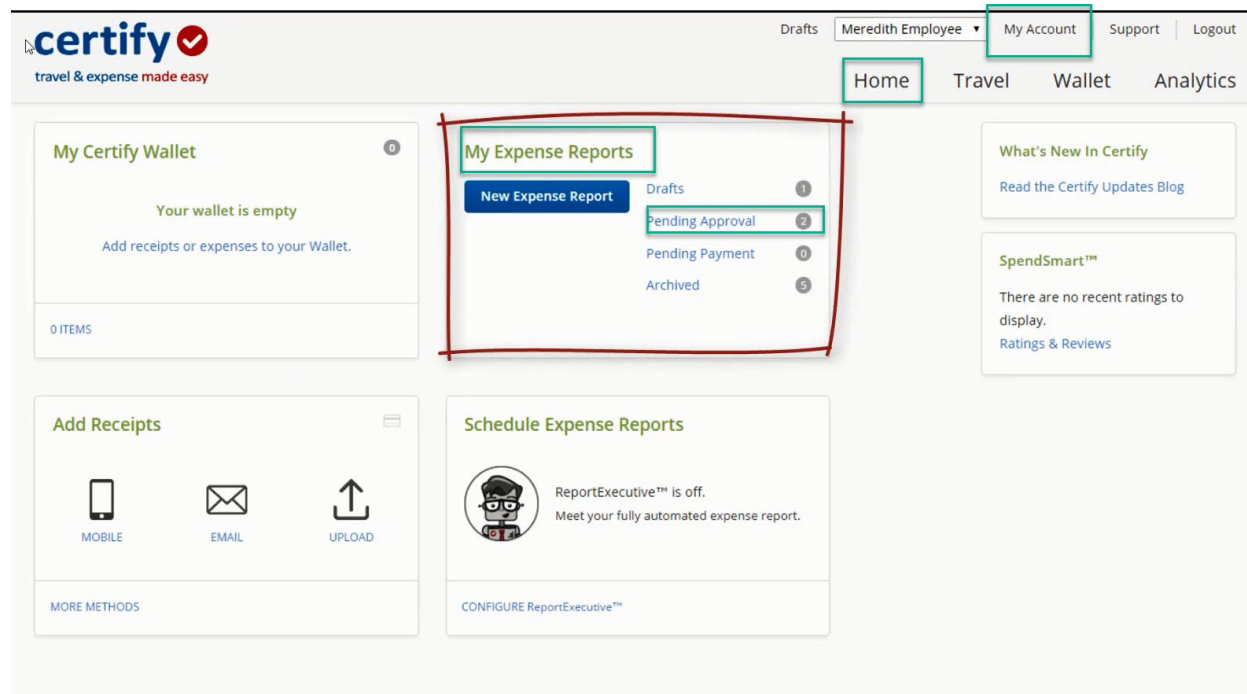 certify
travel & expense made easy
Drafts
Meredith Employee
My Account
Support
Logout
Home
Travel
Wallet
Analytics
My Certify Wallet
0
Your wallet is empty
Add receipts or expenses to your Wallet.
0 ITEMS
My Expense Reports
New Expense Report
Drafts 1
Pending Approval 2
Pending Payment 0
Archived 5
What's New In Certify
Read the Certify Updates Blog
SpendSmart™
There are no recent ratings to
display.
Ratings & Reviews
Add Receipts
MOBILE
EMAIL
UPLOAD
MORE METHODS
Schedule Expense Reports
ReportExecutive™ is off.
Meet your fully automated expense report.
CONFIGURE ReportExecutive™